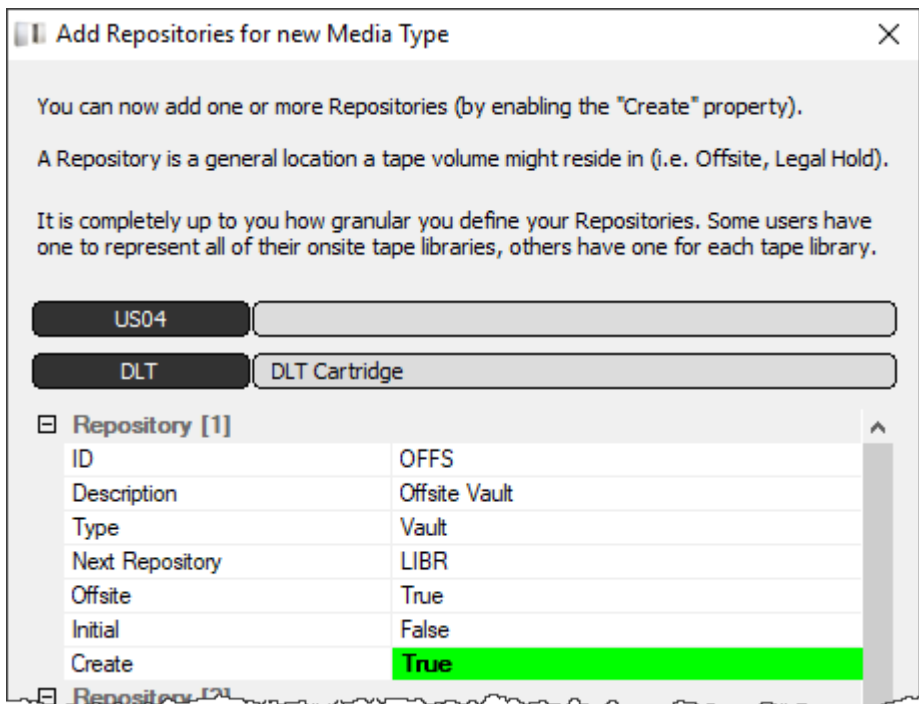 Add Repositories for new Media Type
You can now add one or more Repositories (by enabling the "Create" property).
A Repository is a general location a tape volume might reside in (i.e. Offsite, Legal Hold).
It is completely up to you how granular you define your Repositories. Some users have
one to represent all of their onsite tape libraries, others have one for each tape library.
US04
DLT DLT Cartridge
Repository [1]
ID OFFS
Description Offsite Vault
Type Vault
Next Repository LIBR
Offsite True
Initial False
Create True
Repository [2]